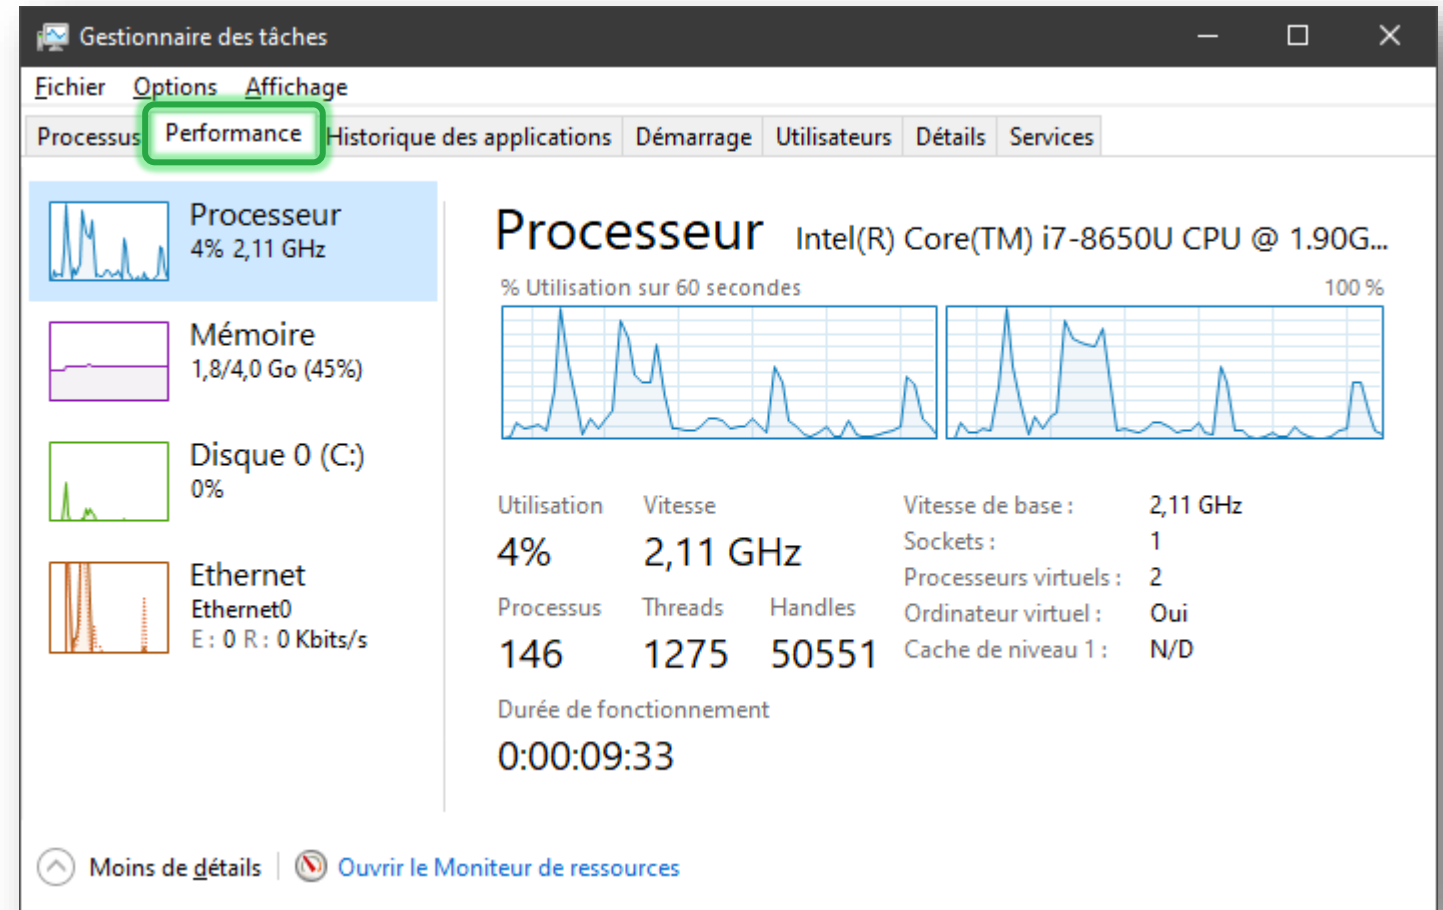 Gestionnaire des tâches
Fichier Options Affichage
Processus Performance Historique des applications Démarrage Utilisateurs Détails Services
Processeur
4% 2,11 GHz
Mémoire
1,8/4,0 Go (45%)
Disque 0 (C:)
0%
Ethernet
Ethernet0
E : 0 R : 0 Kbits/s
Processeur Intel(R) Core(TM) i7-8650U CPU @ 1.90G...
% Utilisation sur 60 secondes 100 %
Utilisation Vitesse
4% 2,11 GHz
Processus Threads Handles
146 1275 50551
Durée de fonctionnement
0:00:09:33
Vitesse de base : 2,11 GHz
Sockets : 1
Processeurs virtuels : 2
Ordinateur virtuel : Oui
Cache de niveau 1 : N/D
Moins de détails Ouvrir le Moniteur de ressources